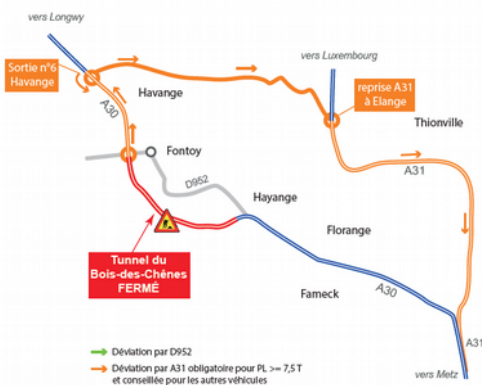 vers Longwy
vers Luxembourg
Sortie n°6
Havange
reprise A31
à Elange
Havange
A30
Thionville
Fontoy
A31
D952
Hayange
Florange
Tunnel du
Bois-des-Chênes
FERMÉ
Fameck
A30
A31
Déviation par D952
Déviation par A31 obligatoire pour PL >= 7,5 T
et conseillée pour les autres véhicules
vers Metz